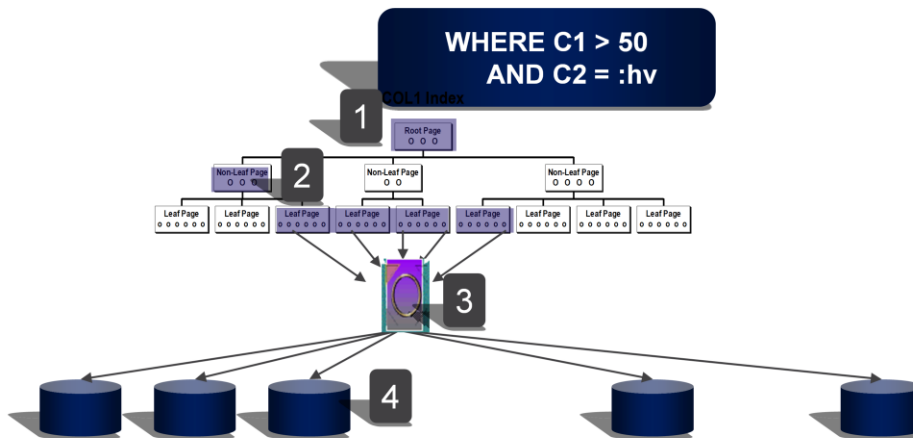 WHERE C1 > 50
AND C2 = :hv
COL1 Index
1
Root Page
O O O
2
Non-Leaf Page
O O O
Non-Leaf Page
O O
Non-Leaf Page
O O O O
Leaf Page
O O O O O O
Leaf Page
O O O O O O
Leaf Page
O O O O O O
Leaf Page
O O O O O O
Leaf Page
O O O O O O
Leaf Page
O O O O O O
Leaf Page
O O O O O O
Leaf Page
O O O O O O
Leaf Page
O O O O O O
3
4